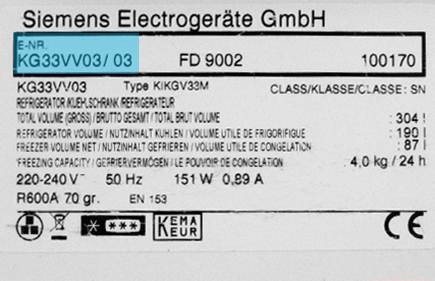 Siemens Electrogeräte GmbH
E-NR.
KG33VV03/ 03 FD 9002 100170
KG33VV03 Type KIKGV33M CLASS/KLASSE/CLASSE: SN
REFRIGERATOR/KUEHLSCHRANK/REFRIGERATEUR
TOTAL VOLUME (GROSS) / BRUTTO GESAMT / TOTAL BRUT VOLUME : 304 l
REFRIGERATOR VOLUME / NUTZINHALT KUHLEN / VOLUME UTILE DE FRIGORIFIGUE : 190 l
FREEZER VOLUME NET / NUTZINHALT GEFRIEREN / VOLUME UTILE DE CONGELATION : 87 l
FREEZING CAPACITY / GEFRIERVERMÖGEN / LE POUVOIR DE CONGELATION : 4,0 kg / 24 h
220-240 V~ 50 Hz 151 W 0,89 A
R600A 70 gr. EN 153
KEMA
KEUR
CE